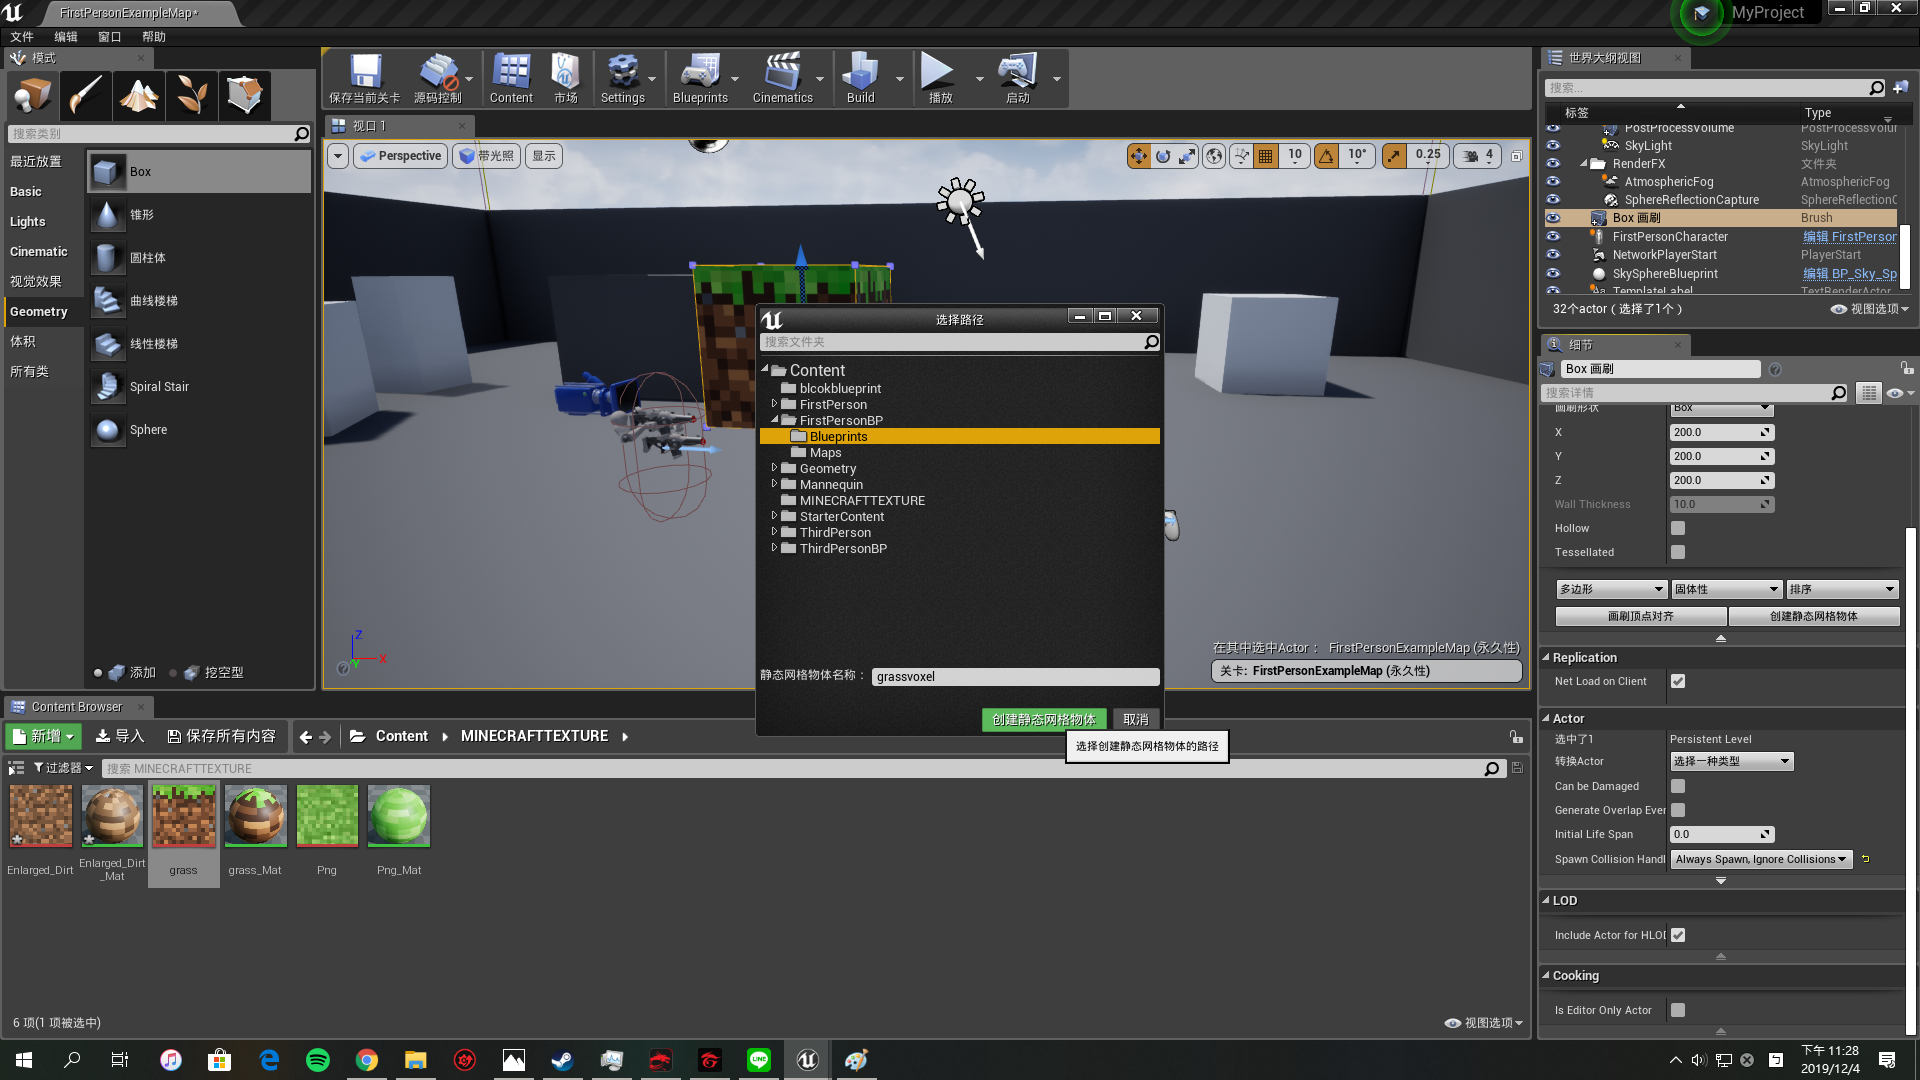 FirstPersonExampleMap*
MyProject
文件 编辑 窗口 帮助
模式
搜索类别
最近放置
Basic
Lights
Cinematic
视觉效果
Geometry
体积
所有类
Box
锥形
圆柱体
曲线楼梯
线性楼梯
Spiral Stair
Sphere
添加 挖空型
保存当前关卡 源码控制 Content 市场 Settings Blueprints Cinematics Build 播放 启动
视口 1
Perspective 带光照 显示
10 10° 0.25 4
Z
X
Y
在其中选中Actor： FirstPersonExampleMap (永久性)
关卡: FirstPersonExampleMap (永久性)
选择路径
搜索文件夹
Content
blcokblueprint
FirstPerson
FirstPersonBP
Blueprints
Maps
Geometry
Mannequin
MINECRAFTTEXTURE
StarterContent
ThirdPerson
ThirdPersonBP
静态网格物体名称： grassvoxel
创建静态网格物体 取消
选择创建静态网格物体的路径
世界大纲视图
搜索...
标签 Type
PostProcessVolume PostProcessVolur
SkyLight SkyLight
RenderFX 文件夹
AtmosphericFog AtmosphericFog
SphereReflectionCapture SphereReflectionC
Box 画刷 Brush
FirstPersonCharacter 编辑 FirstPerson
NetworkPlayerStart PlayerStart
SkySphereBlueprint 编辑 BP_Sky_Sp
TemplateLabel TextRenderActor
32个actor（选择了1个） 视图选项
细节
Box 画刷
搜索详情
画刷形状 Box
X 200.0
Y 200.0
Z 200.0
Wall Thickness 10.0
Hollow
Tessellated
多边形 固体性 排序
画刷顶点对齐 创建静态网格物体
Replication
Net Load on Client
Actor
选中了1 Persistent Level
转换Actor 选择一种类型
Can be Damaged
Generate Overlap Ever
Initial Life Span 0.0
Spawn Collision Handl Always Spawn, Ignore Collisions
LOD
Include Actor for HLOD
Cooking
Is Editor Only Actor
Content Browser
新增 导入 保存所有内容 Content MINECRAFTTEXTURE
过滤器 搜索 MINECRAFTTEXTURE
Enlarged_Dirt
Enlarged_Dirt_Mat
grass
grass_Mat
Png
Png_Mat
6 项(1 项被选中)
视图选项
LINE
下午 11:28
2019/12/4